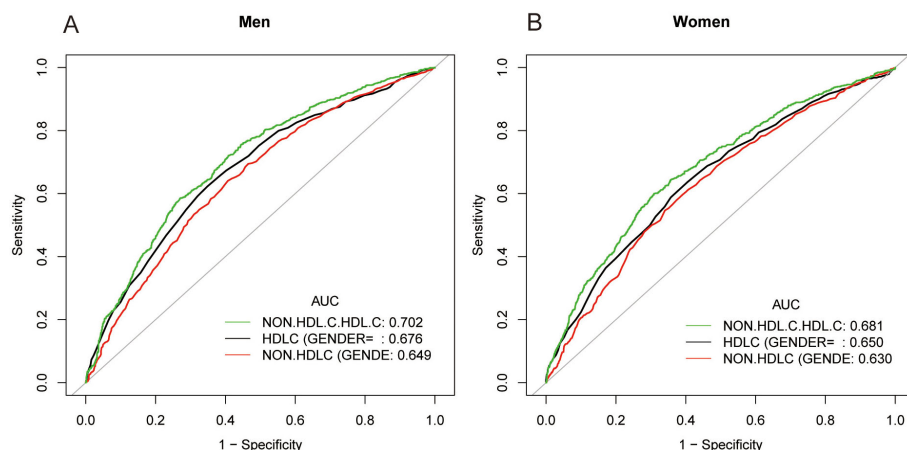 A
Men
1.0
0.8
0.6
0.4
0.2
0.0
Sensitivity
AUC
NON.HDL.C.HDL.C: 0.702
HDLC (GENDER= : 0.676
NON.HDLC (GENDE: 0.649
0.0 0.2 0.4 0.6 0.8 1.0
1 − Specificity
B
Women
1.0
0.8
0.6
0.4
0.2
0.0
Sensitivity
AUC
NON.HDL.C.HDL.C: 0.681
HDLC (GENDER= : 0.650
NON.HDLC (GENDE: 0.630
0.0 0.2 0.4 0.6 0.8 1.0
1 − Specificity